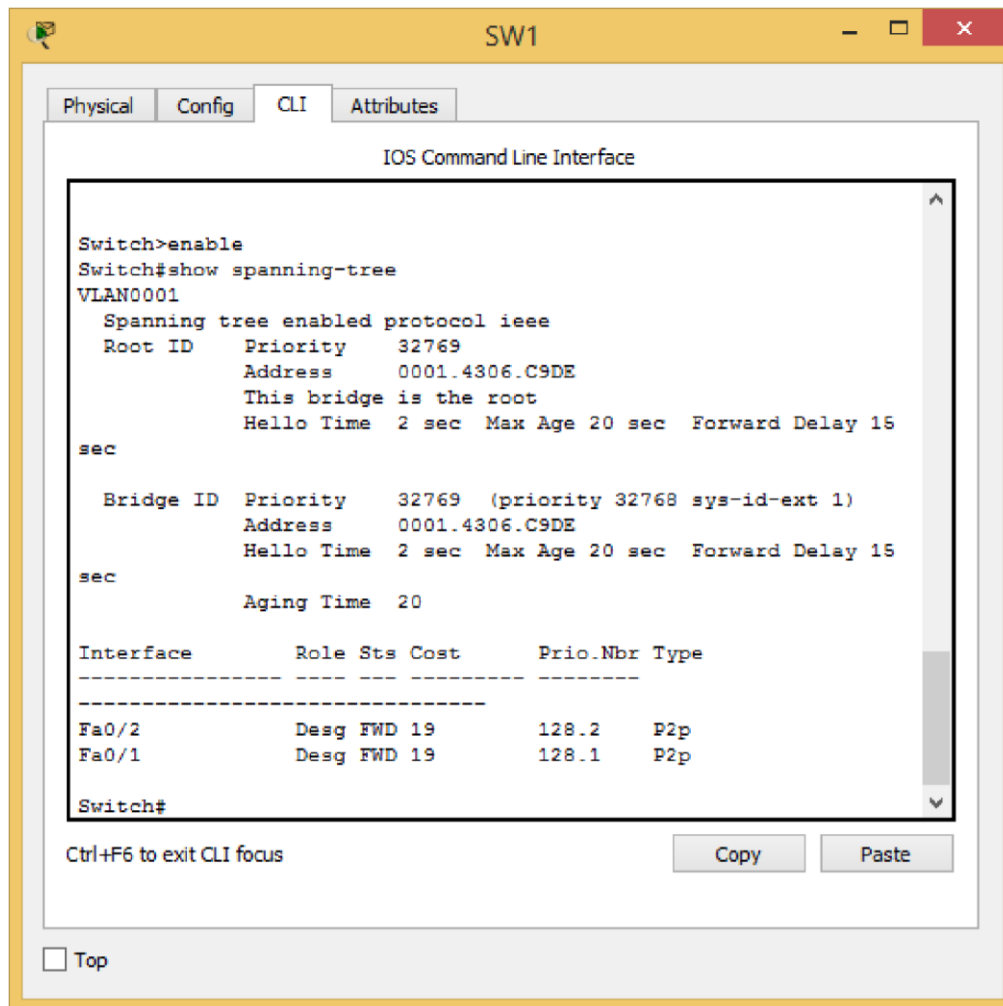 SW1
Physical Config CLI Attributes
IOS Command Line Interface
Switch>enable
Switch#show spanning-tree
VLAN0001
  Spanning tree enabled protocol ieee
  Root ID    Priority    32769
             Address     0001.4306.C9DE
             This bridge is the root
             Hello Time  2 sec  Max Age 20 sec  Forward Delay 15
sec
  Bridge ID  Priority    32769  (priority 32768 sys-id-ext 1)
             Address     0001.4306.C9DE
             Hello Time  2 sec  Max Age 20 sec  Forward Delay 15
sec
             Aging Time  20
Interface        Role Sts Cost      Prio.Nbr Type
---------------- ---- --- --------- --------
--------------------------------
Fa0/2            Desg FWD 19        128.2    P2p
Fa0/1            Desg FWD 19        128.1    P2p
Switch#
Ctrl+F6 to exit CLI focus
Copy
Paste
Top